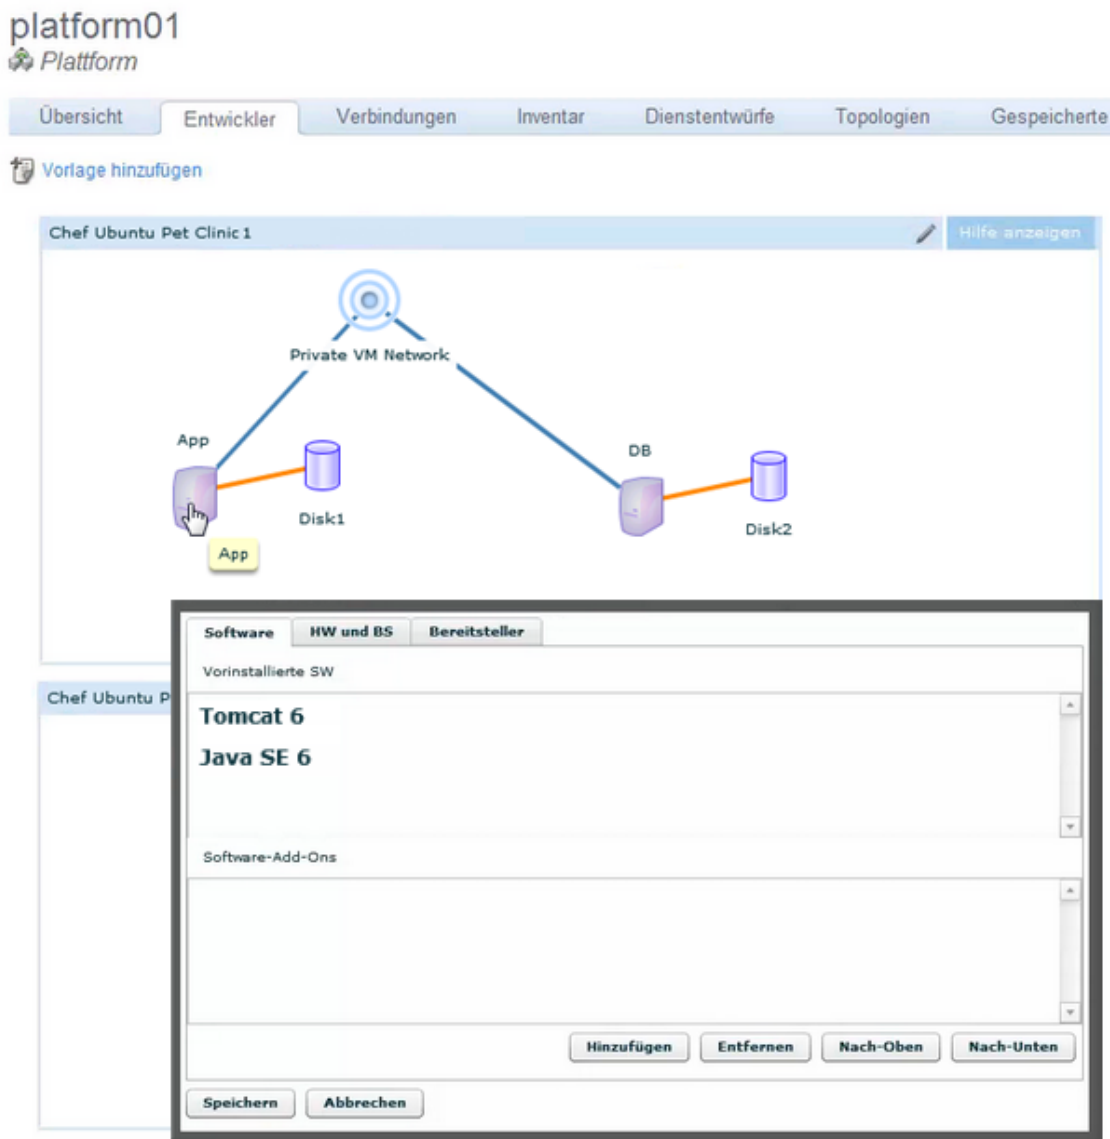 platform01
Plattform
Übersicht Entwickler Verbindungen Inventar Dienstentwürfe Topologien Gespeicherte
Vorlage hinzufügen
Chef Ubuntu Pet Clinic 1 Hilfe anzeigen
Private VM Network
App
DB
Disk1
Disk2
App
Software HW und BS Bereitsteller
Vorinstallierte SW
Chef Ubuntu P
Tomcat 6
Java SE 6
Software-Add-Ons
Hinzufügen Entfernen Nach-Oben Nach-Unten
Speichern Abbrechen